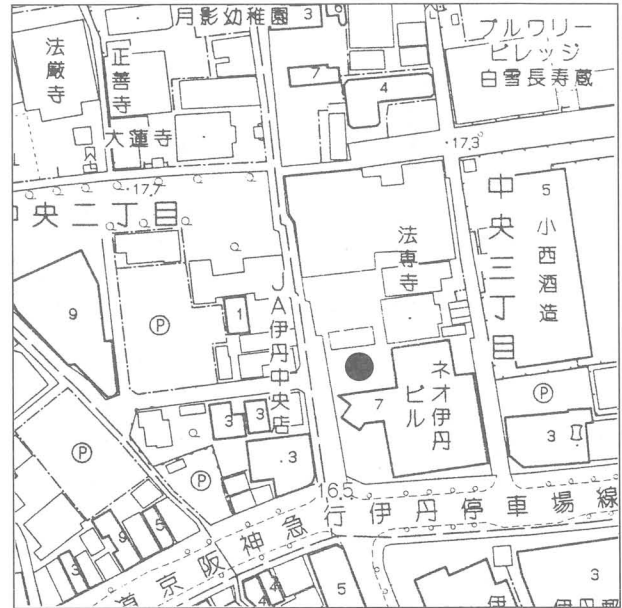 月影幼稚園
3
ブルワリー
ビレッジ
白雪長寿蔵
法厳寺
正善寺
7
4
大蓮寺
・17.3
・17.7
中央二丁目
法専寺
中央三丁目
5
小西酒造
9
P
1
JA伊丹中央店
ネオ伊丹
ビル
7
P
3
3
3
3
P
P
16.5
行伊丹停車場線
道京阪神急
5
9
3
4
4
5
3
伊
伊丹郵